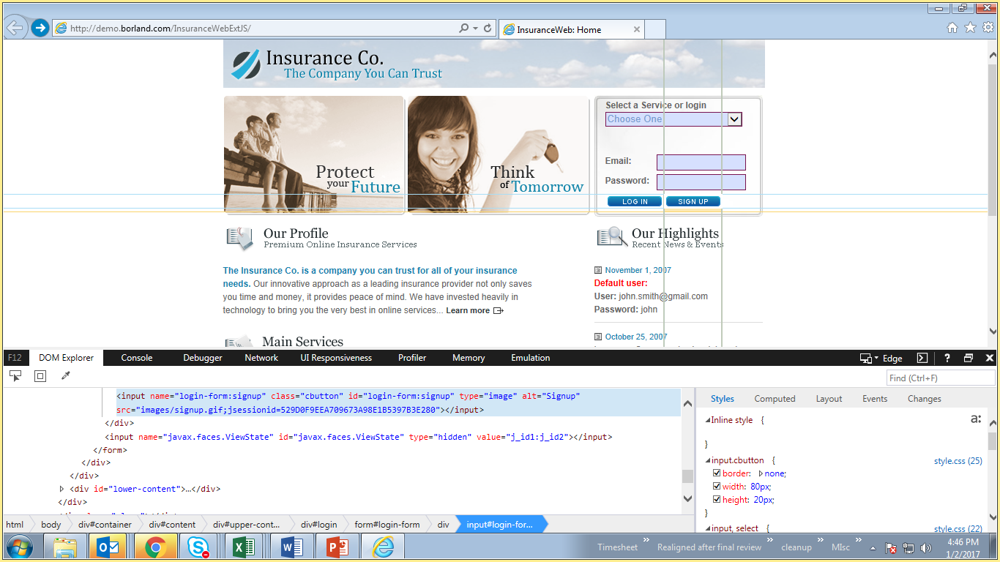 http://demo.borland.com/InsuranceWebExtJS/
InsuranceWeb: Home
Insurance Co.
The Company You Can Trust
Protect
your Future
Think
of Tomorrow
Select a Service or login
Choose One
Email:
Password:
LOG IN SIGN UP
Our Profile
Premium Online Insurance Services
The Insurance Co. is a company you can trust for all of your insurance
needs. Our innovative approach as a leading insurance provider not only saves
you time and money, it provides peace of mind. We have invested heavily in
technology to bring you the very best in online services... Learn more
Main Services
Our Highlights
Recent News & Events
November 1, 2007
Default user:
User: john.smith@gmail.com
Password: john
October 25, 2007
F12 DOM Explorer Console Debugger Network UI Responsiveness Profiler Memory Emulation Edge ?
Find (Ctrl+F)
<input name="login-form:signup" class="cbutton" id="login-form:signup" type="image" alt="Signup"
src="images/signup.gif;jsessionid=529D0F9EEA709673A98E1B5397B3E280"></input>
</div>
<input name="javax.faces.ViewState" id="javax.faces.ViewState" type="hidden" value="j_id1:j_id2"></input>
</form>
</div>
</div>
<div id="lower-content">…</div>
</div>
html body div#container div#content div#upper-cont... div#login form#login-form div input#login-for...
Styles Computed Layout Events Changes
Inline style {
a:
}
input.cbutton { style.css (25)
border: none;
width: 80px;
height: 20px;
}
input, select { style.css (22)
Timesheet Realigned after final review cleanup MIsc
4:46 PM
1/2/2017